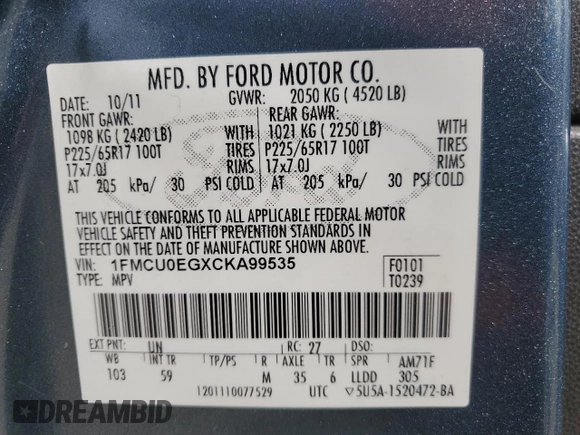 MFD. BY FORD MOTOR CO.
DATE: 10/11 GVWR: 2050 KG ( 4520 LB)
FRONT GAWR: REAR GAWR:
1098 KG ( 2420 LB) WITH 1021 KG ( 2250 LB) WITH
P225/65R17 100T TIRES P225/65R17 100T TIRES
17x7.0J RIMS 17x7.0J RIMS
AT 205 kPa/ 30 PSI COLD AT 205 kPa/ 30 PSI COLD
THIS VEHICLE CONFORMS TO ALL APPLICABLE FEDERAL MOTOR
VEHICLE SAFETY AND THEFT PREVENTION STANDARDS IN
EFFECT ON THE DATE OF MANUFACTURE SHOWN ABOVE.
VIN: 1FMCU0EGXCKA99535 F0101
TYPE: MPV T0239
EXT PNT: UN RC: 27 DSO:
WB INT TR TP/PS R AXLE TR SPR AM71F
103 59 M 35 6 LLDD 305
1201110077529 UTC 5U5A-1520472-BA
DREAMBID